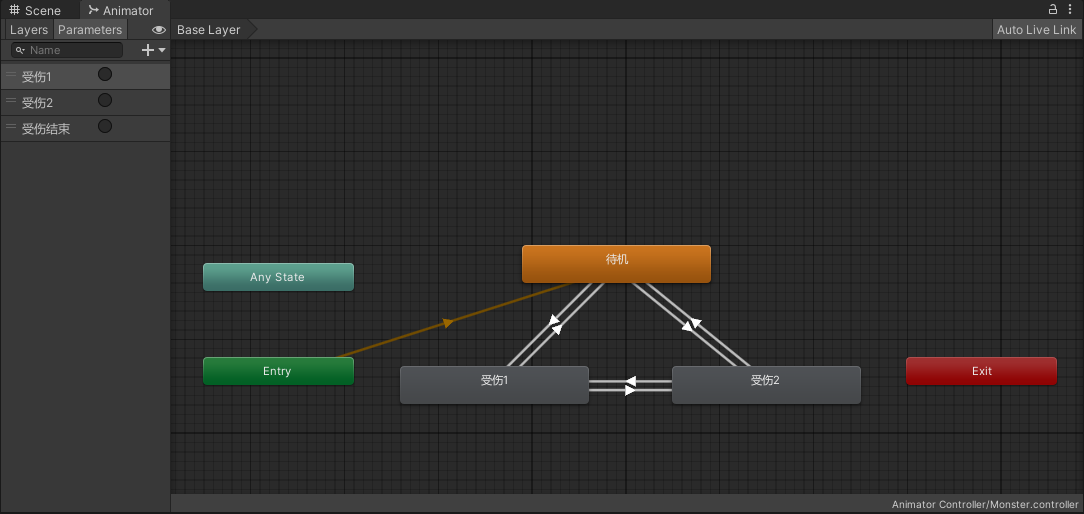 Scene
Animator
Layers
Parameters
Base Layer
Auto Live Link
Name
受伤1
受伤2
受伤结束
待机
Any State
Entry
受伤1
受伤2
Exit
Animator Controller/Monster.controller